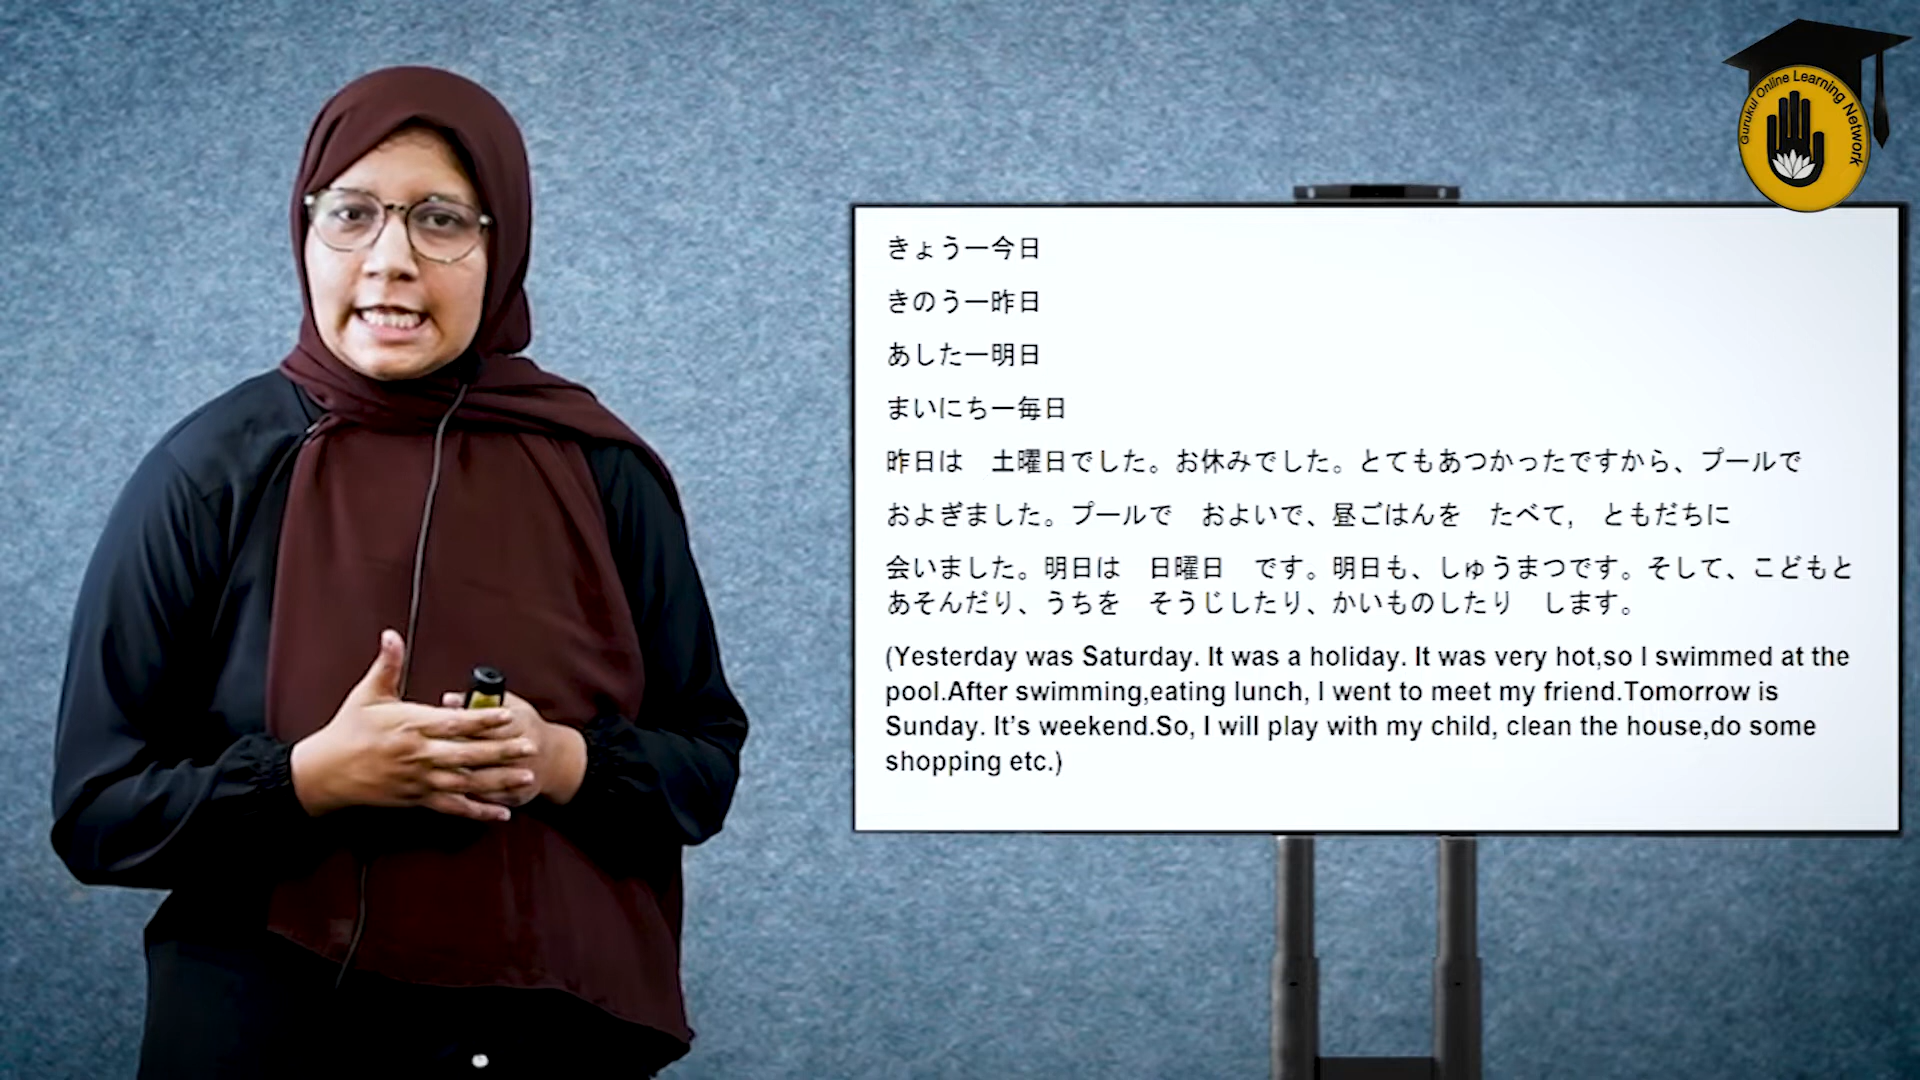 Gurukul Online Learning Network
きょうー今日
きのうー昨日
あしたー明日
まいにちー毎日
昨日は　土曜日でした。お休みでした。とてもあつかったですから、プールで
およぎました。プールで　およいで、昼ごはんを　たべて,　ともだちに
会いました。明日は　日曜日　です。明日も、しゅうまつです。そして、こどもと
あそんだり、うちを　そうじしたり、かいものしたり　します。
(Yesterday was Saturday. It was a holiday. It was very hot,so I swimmed at the
pool.After swimming,eating lunch, I went to meet my friend.Tomorrow is
Sunday. It’s weekend.So, I will play with my child, clean the house,do some
shopping etc.)